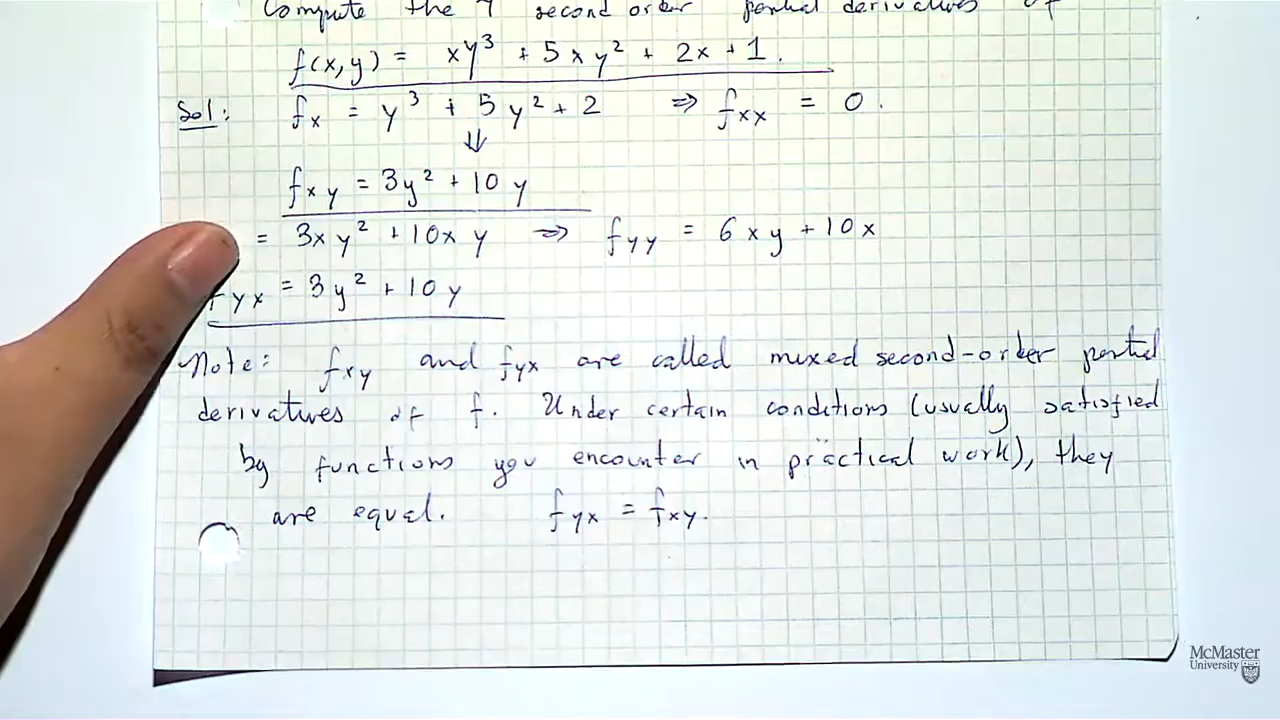 Compute the 4 second order partial derivatives of
f(x,y) = xy³ + 5xy² + 2x + 1.
Sol: fx = y³ + 5y² + 2 ⇒ fxx = 0.
⇓
fxy = 3y² + 10y
= 3xy² + 10xy ⇒ fyy = 6xy + 10x
fyx = 3y² + 10y
Note: fxy and fyx are called mixed second-order partial
derivatives of f. Under certain conditions (usually satisfied
by functions you encounter in practical work), they
are equal. fyx = fxy.
McMaster
University